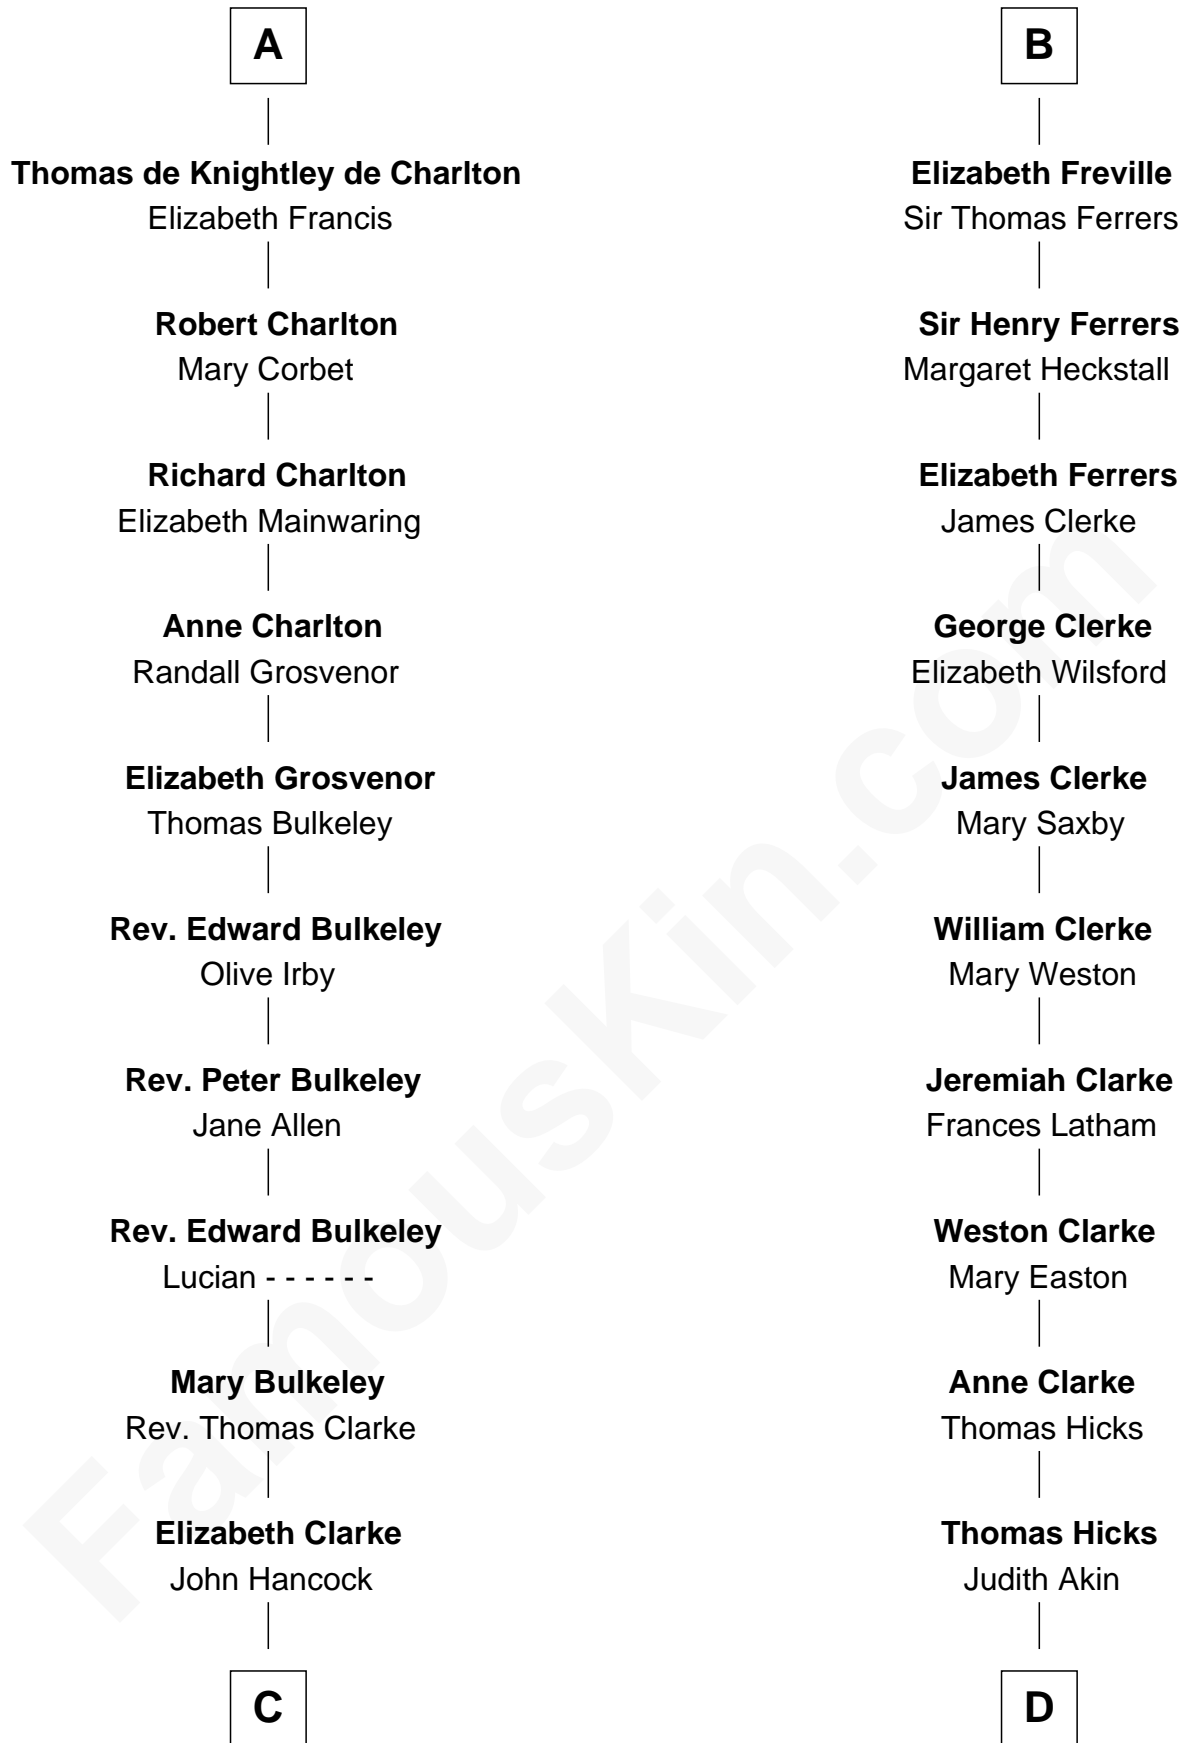 A
Thomas de Knightley de Charlton
Elizabeth Francis
Robert Charlton
Mary Corbet
Richard Charlton
Elizabeth Mainwaring
Anne Charlton
Randall Grosvenor
Elizabeth Grosvenor
Thomas Bulkeley
Rev. Edward Bulkeley
Olive Irby
Rev. Peter Bulkeley
Jane Allen
Rev. Edward Bulkeley
Lucian - - - - - -
Mary Bulkeley
Rev. Thomas Clarke
Elizabeth Clarke
John Hancock
C
B
Elizabeth Freville
Sir Thomas Ferrers
Sir Henry Ferrers
Margaret Heckstall
Elizabeth Ferrers
James Clerke
George Clerke
Elizabeth Wilsford
James Clerke
Mary Saxby
William Clerke
Mary Weston
Jeremiah Clarke
Frances Latham
Weston Clarke
Mary Easton
Anne Clarke
Thomas Hicks
Thomas Hicks
Judith Akin
D
FamousKin.com